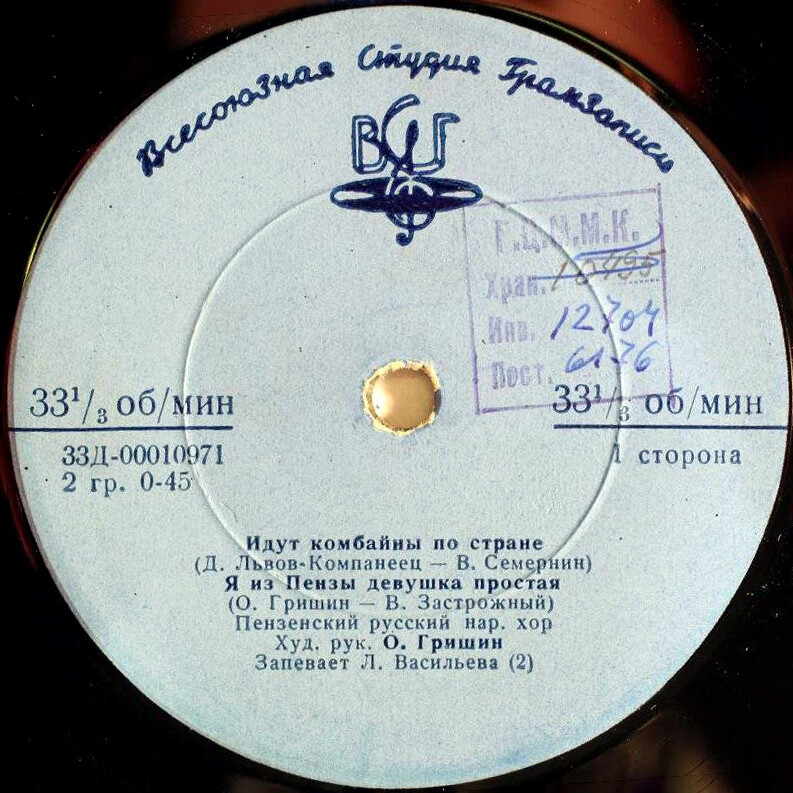 Всесоюзная Студия Грамзаписи
ВСГ
Г.Ц.М.М.К.
Хран. 10495
Инв. 12704
Пост. 61-76
33¹/₃ об/мин
33Д-00010971
2 гр. 0-45
33¹/₃ об/мин
1 сторона
Идут комбайны по стране
(Д. Львов-Компанеец — В. Семернин)
Я из Пензы девушка простая
(О. Гришин — В. Застрожный)
Пензенский русский нар. хор
Худ. рук. О. Гришин
Запевает Л. Васильева (2)